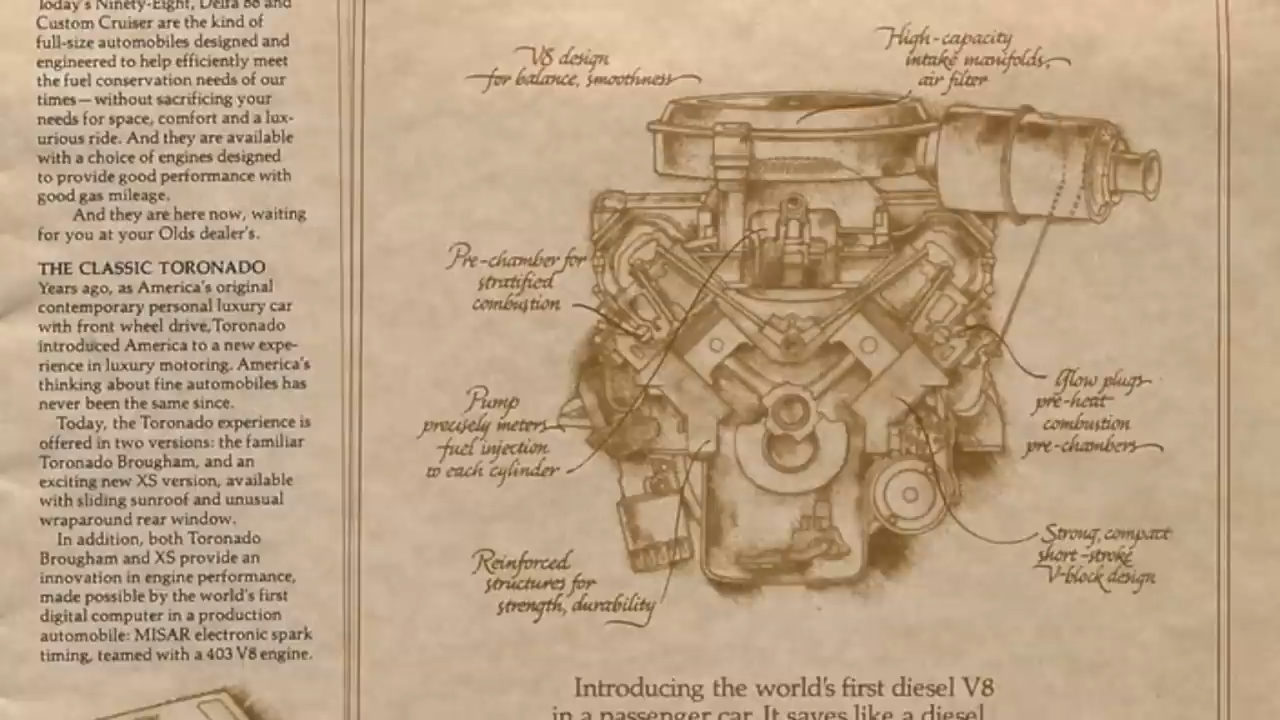 Today's Ninety-Eight, Delta 88 and
Custom Cruiser are the kind of
full-size automobiles designed and
engineered to help efficiently meet
the fuel conservation needs of our
times—without sacrificing your
needs for space, comfort and a lux-
urious ride. And they are available
with a choice of engines designed
to provide good performance with
good gas mileage.
And they are here now, waiting
for you at your Olds dealer's.
THE CLASSIC TORONADO
Years ago, as America's original
contemporary personal luxury car
with front wheel drive, Toronado
introduced America to a new expe-
rience in luxury motoring. America's
thinking about fine automobiles has
never been the same since.
Today, the Toronado experience is
offered in two versions: the familiar
Toronado Brougham, and an
exciting new XS version, available
with sliding sunroof and unusual
wraparound rear window.
In addition, both Toronado
Brougham and XS provide an
innovation in engine performance,
made possible by the world's first
digital computer in a production
automobile: MISAR electronic spark
timing, teamed with a 403 V8 engine.
V8 design
for balance, smoothness
High-capacity
intake manifolds,
air filter
Pre-chamber for
stratified
combustion
Pump
precisely meters
fuel injection
to each cylinder
Glow plugs
pre-heat
combustion
pre-chambers
Reinforced
structures for
strength, durability
Strong, compact
short-stroke
V-block design
Introducing the world's first diesel V8
in a passenger car. It saves like a diesel,